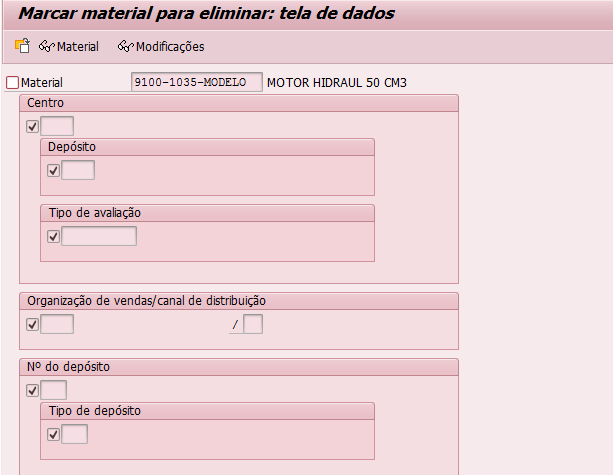 Marcar material para eliminar: tela de dados
Material Modificações
Material 9100-1035-MODELO MOTOR HIDRAUL 50 CM3
Centro
Depósito
Tipo de avaliação
Organização de vendas/canal de distribuição
/
Nº do depósito
Tipo de depósito